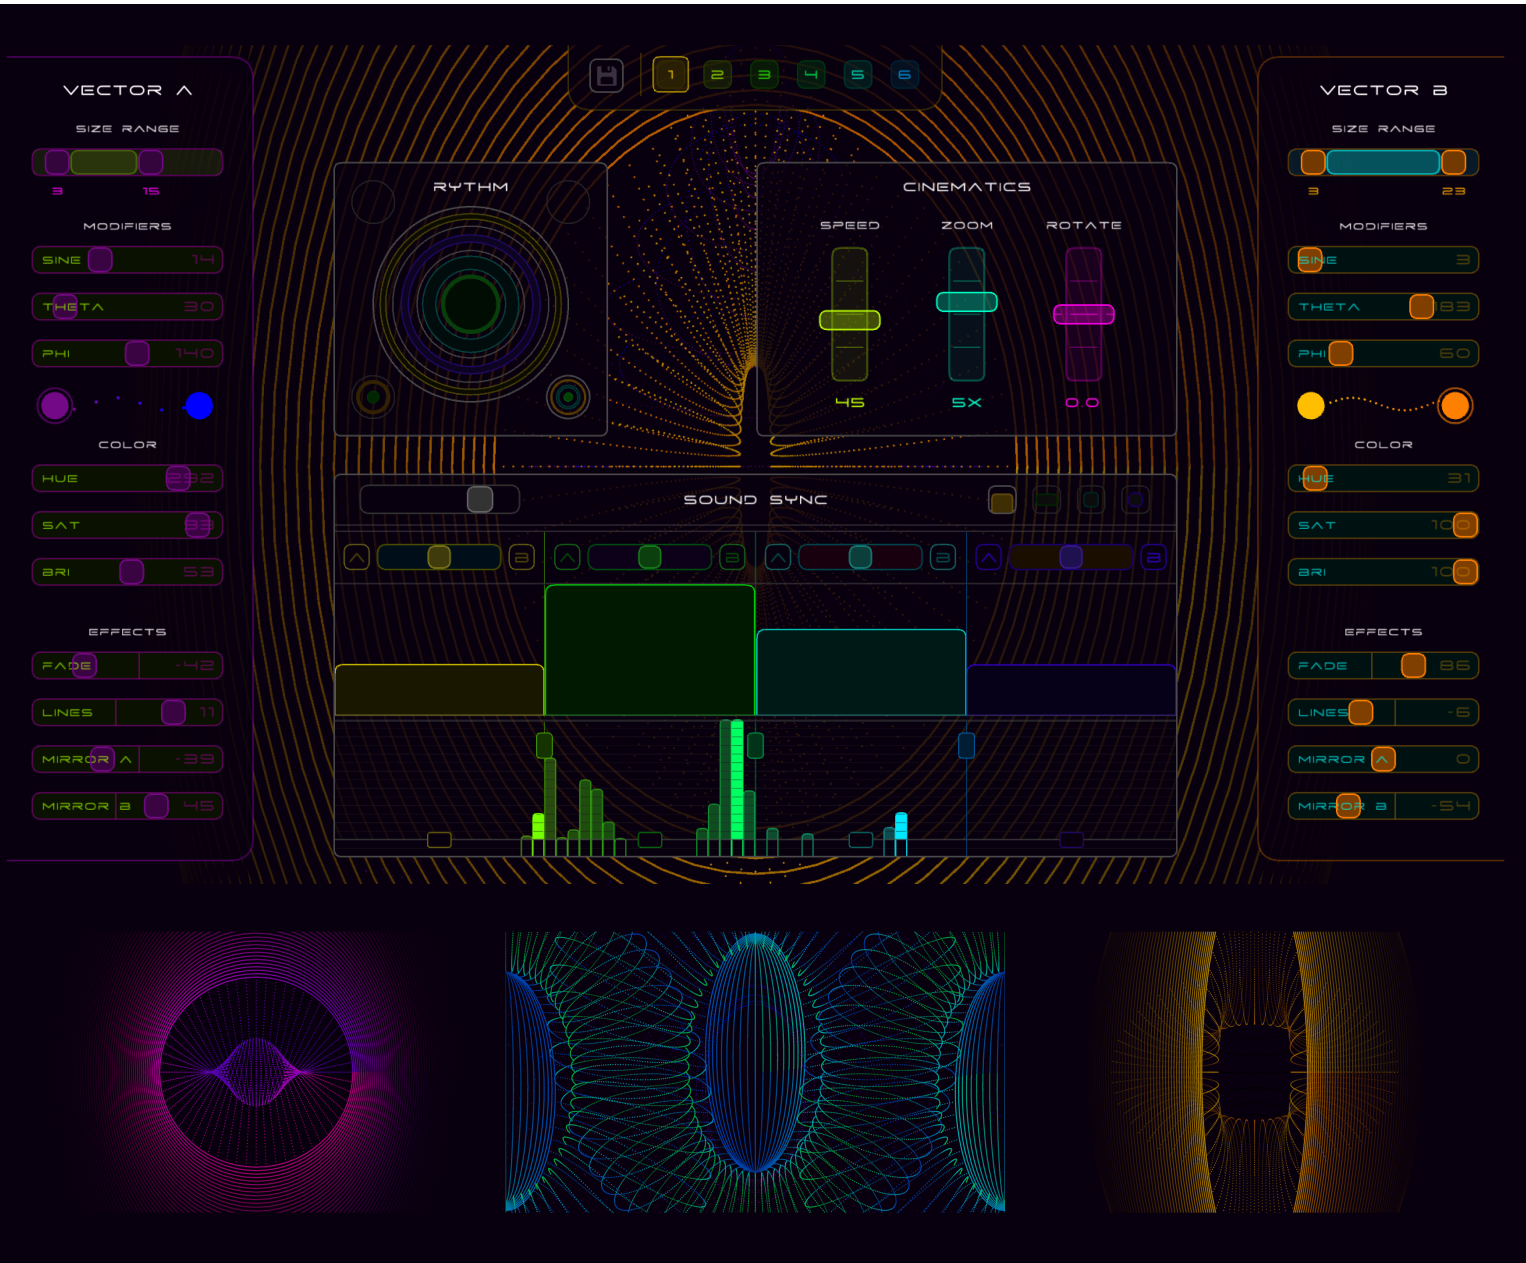 1 2 3 4 5 6
VECTOR A
SIZE RANGE
3 15
MODIFIERS
SINE 14
THETA 30
PHI 140
COLOR
HUE 292
SAT 93
BRI 53
EFFECTS
FADE -42
LINES 11
MIRROR A -39
MIRROR B 45
RYTHM
CINEMATICS
SPEED ZOOM ROTATE
45 5X 0.0
SOUND SYNC
A B A B A B A B
VECTOR B
SIZE RANGE
3 23
MODIFIERS
SINE 3
THETA 183
PHI 60
COLOR
HUE 31
SAT 100
BRI 100
EFFECTS
FADE 86
LINES -6
MIRROR A 0
MIRROR B -54